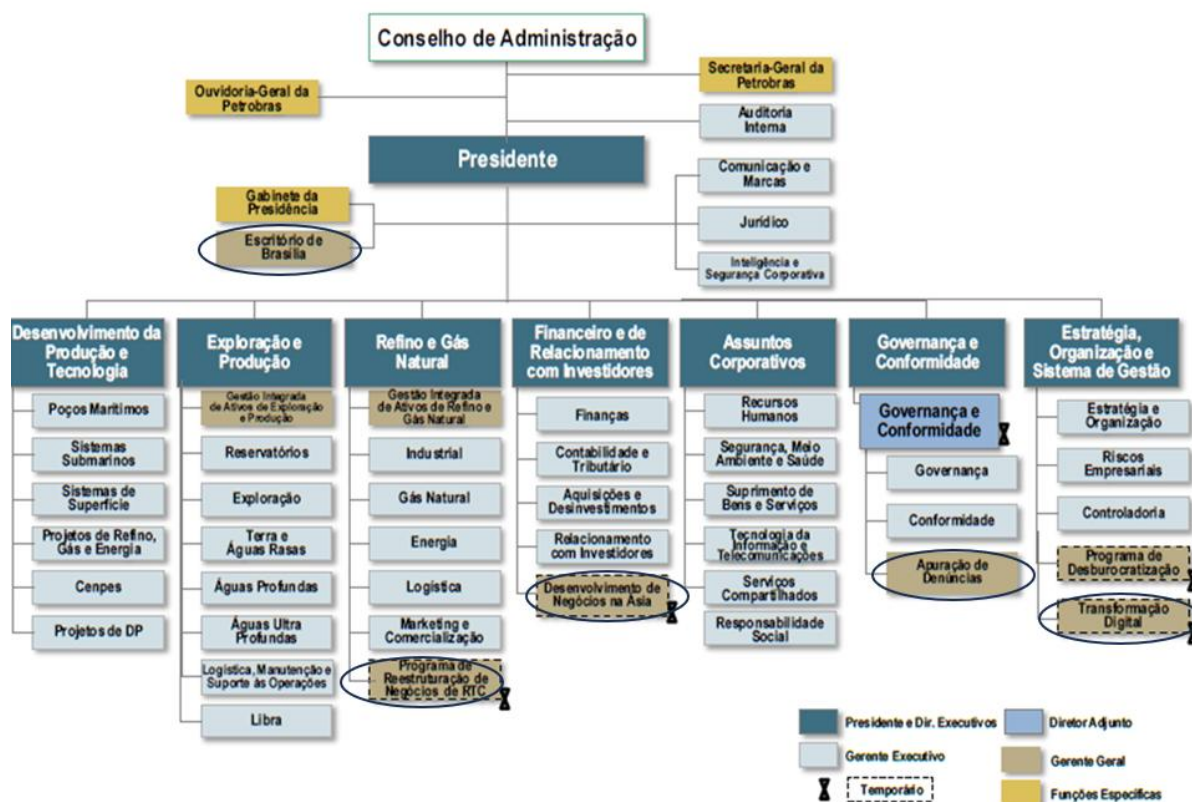 Conselho de Administração
Ouvidoria-Geral da
Petrobras
Secretaria-Geral da
Petrobras
Auditoria
Interna
Presidente
Gabinete da
Presidência
Escritório de
Brasília
Comunicação e
Marcas
Jurídico
Inteligência e
Segurança Corporativa
Desenvolvimento da
Produção e
Tecnologia
Poços Marítimos
Sistemas
Submarinos
Sistemas de
Superfície
Projetos de Refino,
Gás e Energia
Cenpes
Projetos de DP
Exploração e
Produção
Gestão Integrada
de Ativos de Exploração
e Produção
Reservatórios
Exploração
Terra e
Águas Rasas
Águas Profundas
Águas Ultra
Profundas
Logística, Manutenção e
Suporte às Operações
Libra
Refino e Gás
Natural
Gestão Integrada
de Ativos de Refino e
Gás Natural
Industrial
Gás Natural
Energia
Logística
Marketing e
Comercialização
Programa de
Reestruturação de
Negócios de RTC
Financeiro e de
Relacionamento
com Investidores
Finanças
Contabilidade e
Tributário
Aquisições e
Desinvestimentos
Relacionamento
com Investidores
Desenvolvimento de
Negócios na Ásia
Assuntos
Corporativos
Recursos
Humanos
Segurança, Meio
Ambiente e Saúde
Suprimento de
Bens e Serviços
Tecnologia da
Informação e
Telecomunicações
Serviços
Compartilhados
Responsabilidade
Social
Governança e
Conformidade
Governança e
Conformidade
Governança
Conformidade
Apuração de
Denúncias
Estratégia,
Organização e
Sistema de Gestão
Estratégia e
Organização
Riscos
Empresariais
Controladoria
Programa de
Desburocratização
Transformação
Digital
Presidente e Dir. Executivos
Diretor Adjunto
Gerente Executivo
Gerente Geral
Temporário
Funções Específicas